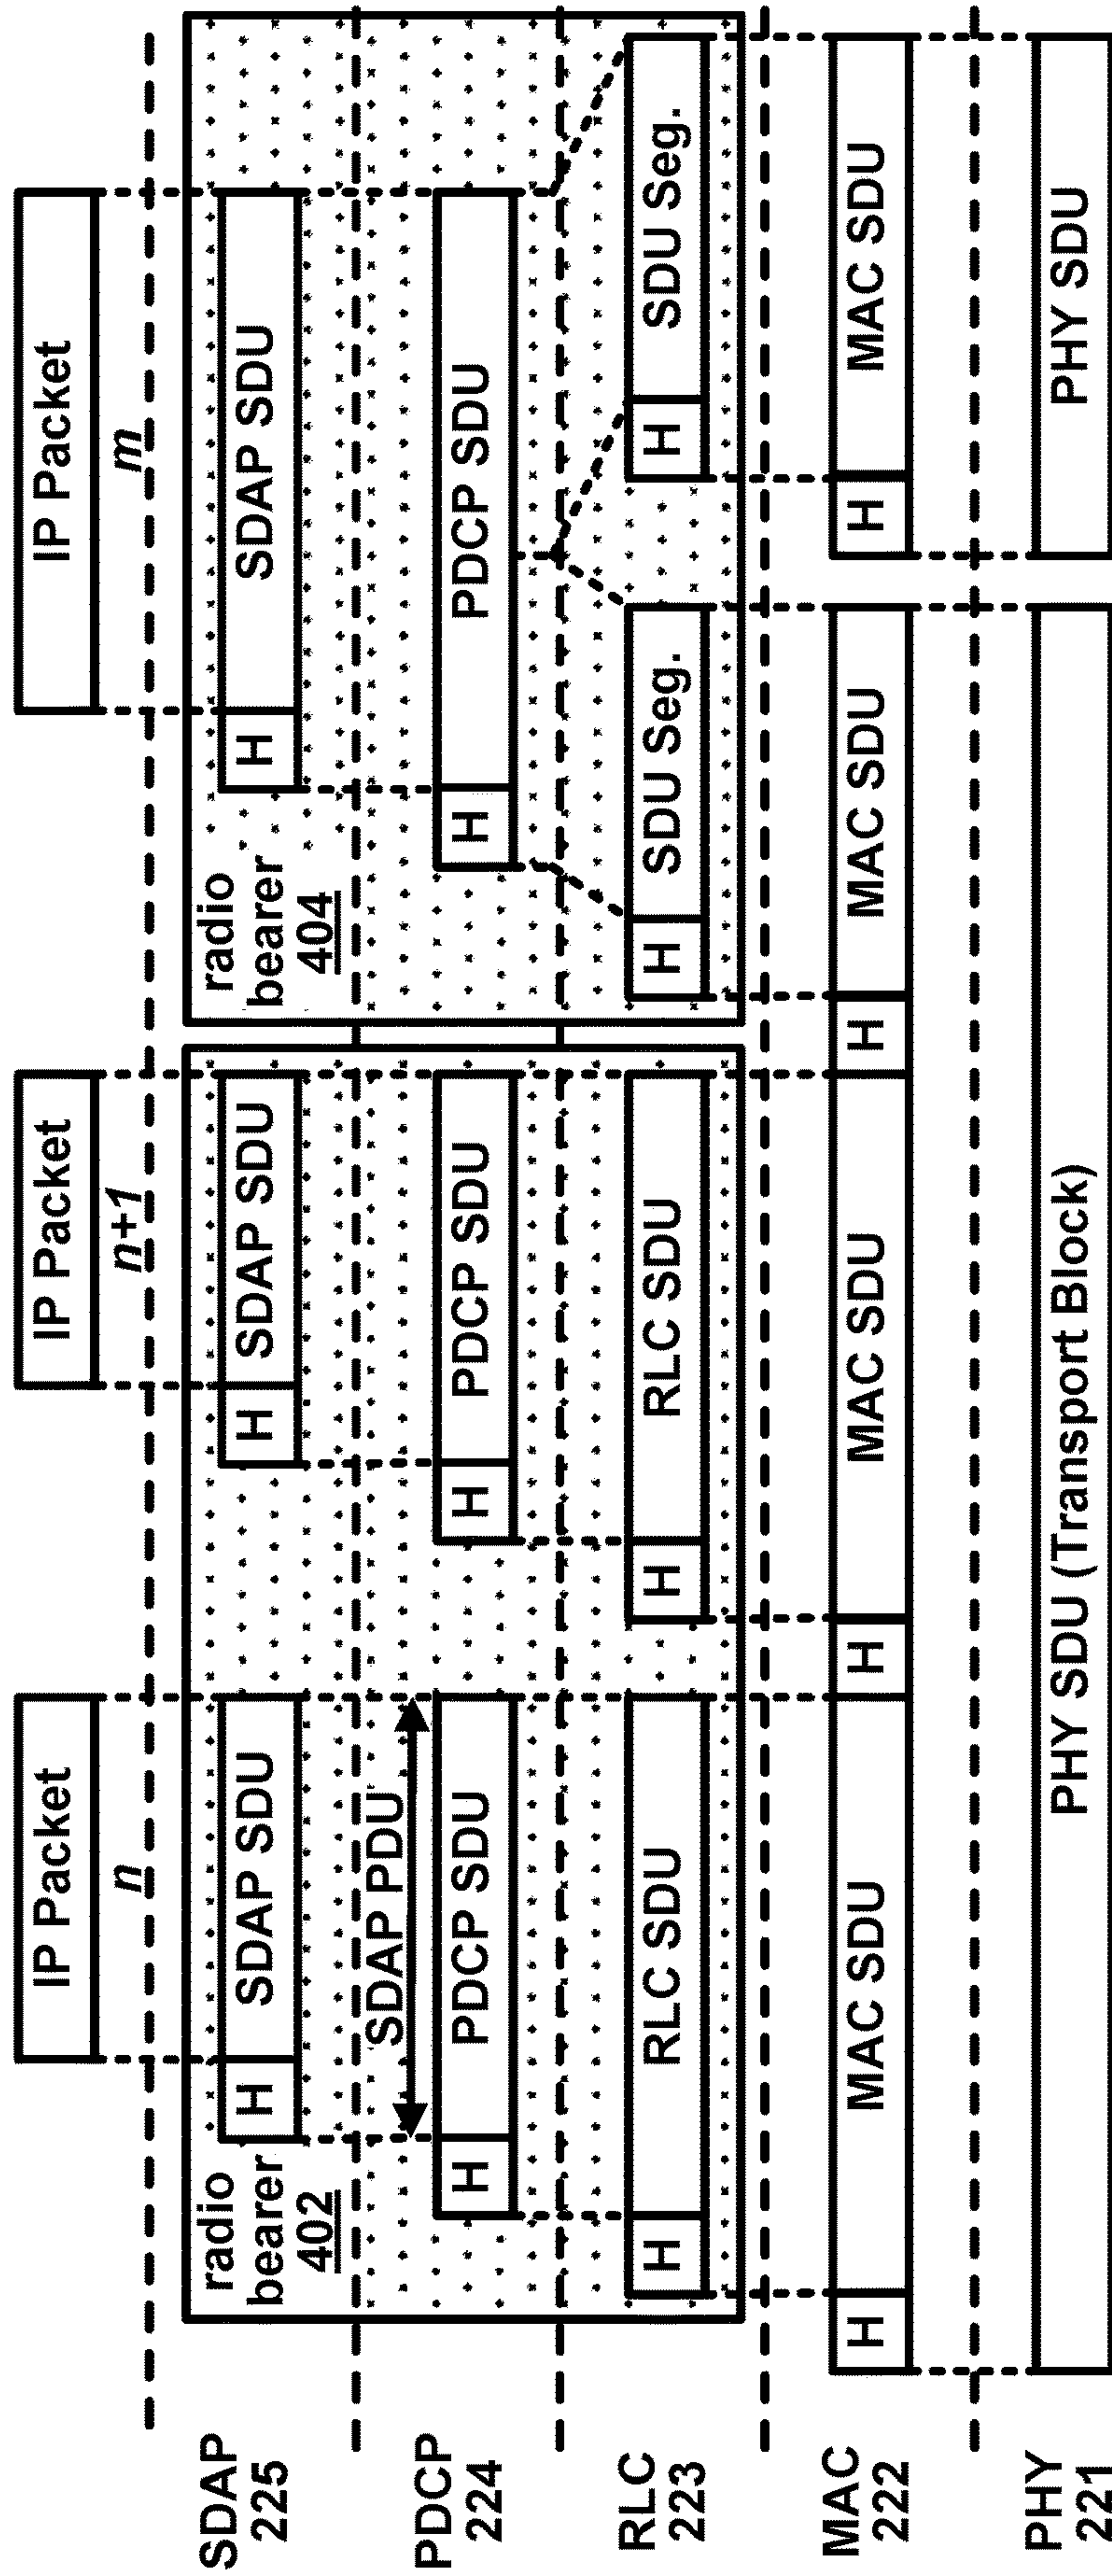 IP Packet
IP Packet
IP Packet
n
n+1
m
SDAP
225
radio
bearer
402
H
SDAP SDU
H
SDAP SDU
radio
bearer
404
H
SDAP SDU
SDAP PDU
PDCP
224
H
PDCP SDU
H
PDCP SDU
H
PDCP SDU
RLC
223
H
RLC SDU
H
RLC SDU
H
SDU Seg.
H
SDU Seg.
MAC
222
H
MAC SDU
H
MAC SDU
H
MAC SDU
H
MAC SDU
PHY
221
PHY SDU (Transport Block)
PHY SDU